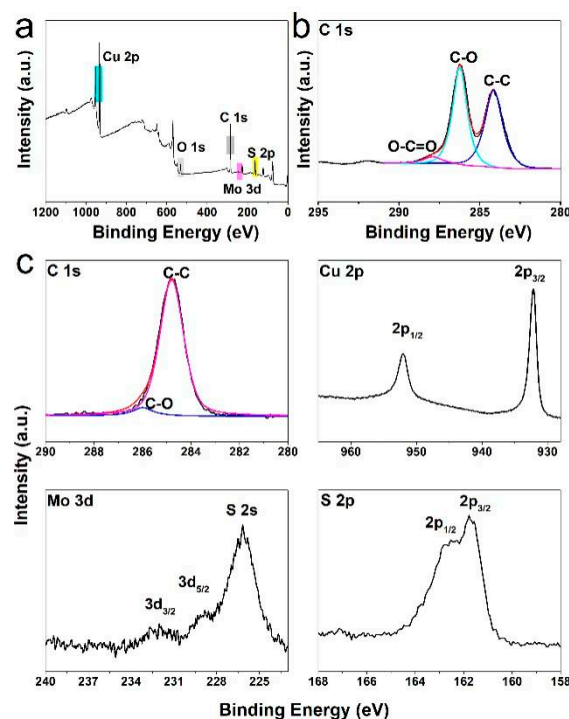 a
Cu 2p
O 1s
C 1s
Mo 3d
S 2p
Intensity (a.u.)
1200 1000 800 600 400 200 0
Binding Energy (eV)
b
C 1s
C-O
C-C
O-C=O
Intensity (a.u.)
295 290 285 280
Binding Energy (eV)
C
C 1s
C-C
C-O
290 288 286 284 282 280
Cu 2p
2p3/2
2p1/2
960 950 940 930
Intensity (a.u.)
Mo 3d
S 2s
3d5/2
3d3/2
240 237 234 231 228 225
Binding Energy (eV)
S 2p
2p3/2
2p1/2
168 166 164 162 160 158
Binding Energy (eV)